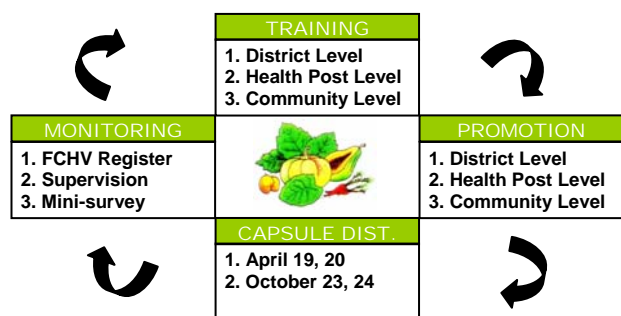 TRAINING
1. District Level
2. Health Post Level
3. Community Level
MONITORING
1. FCHV Register
2. Supervision
3. Mini-survey
PROMOTION
1. District Level
2. Health Post Level
3. Community Level
CAPSULE DIST.
1. April 19, 20
2. October 23, 24